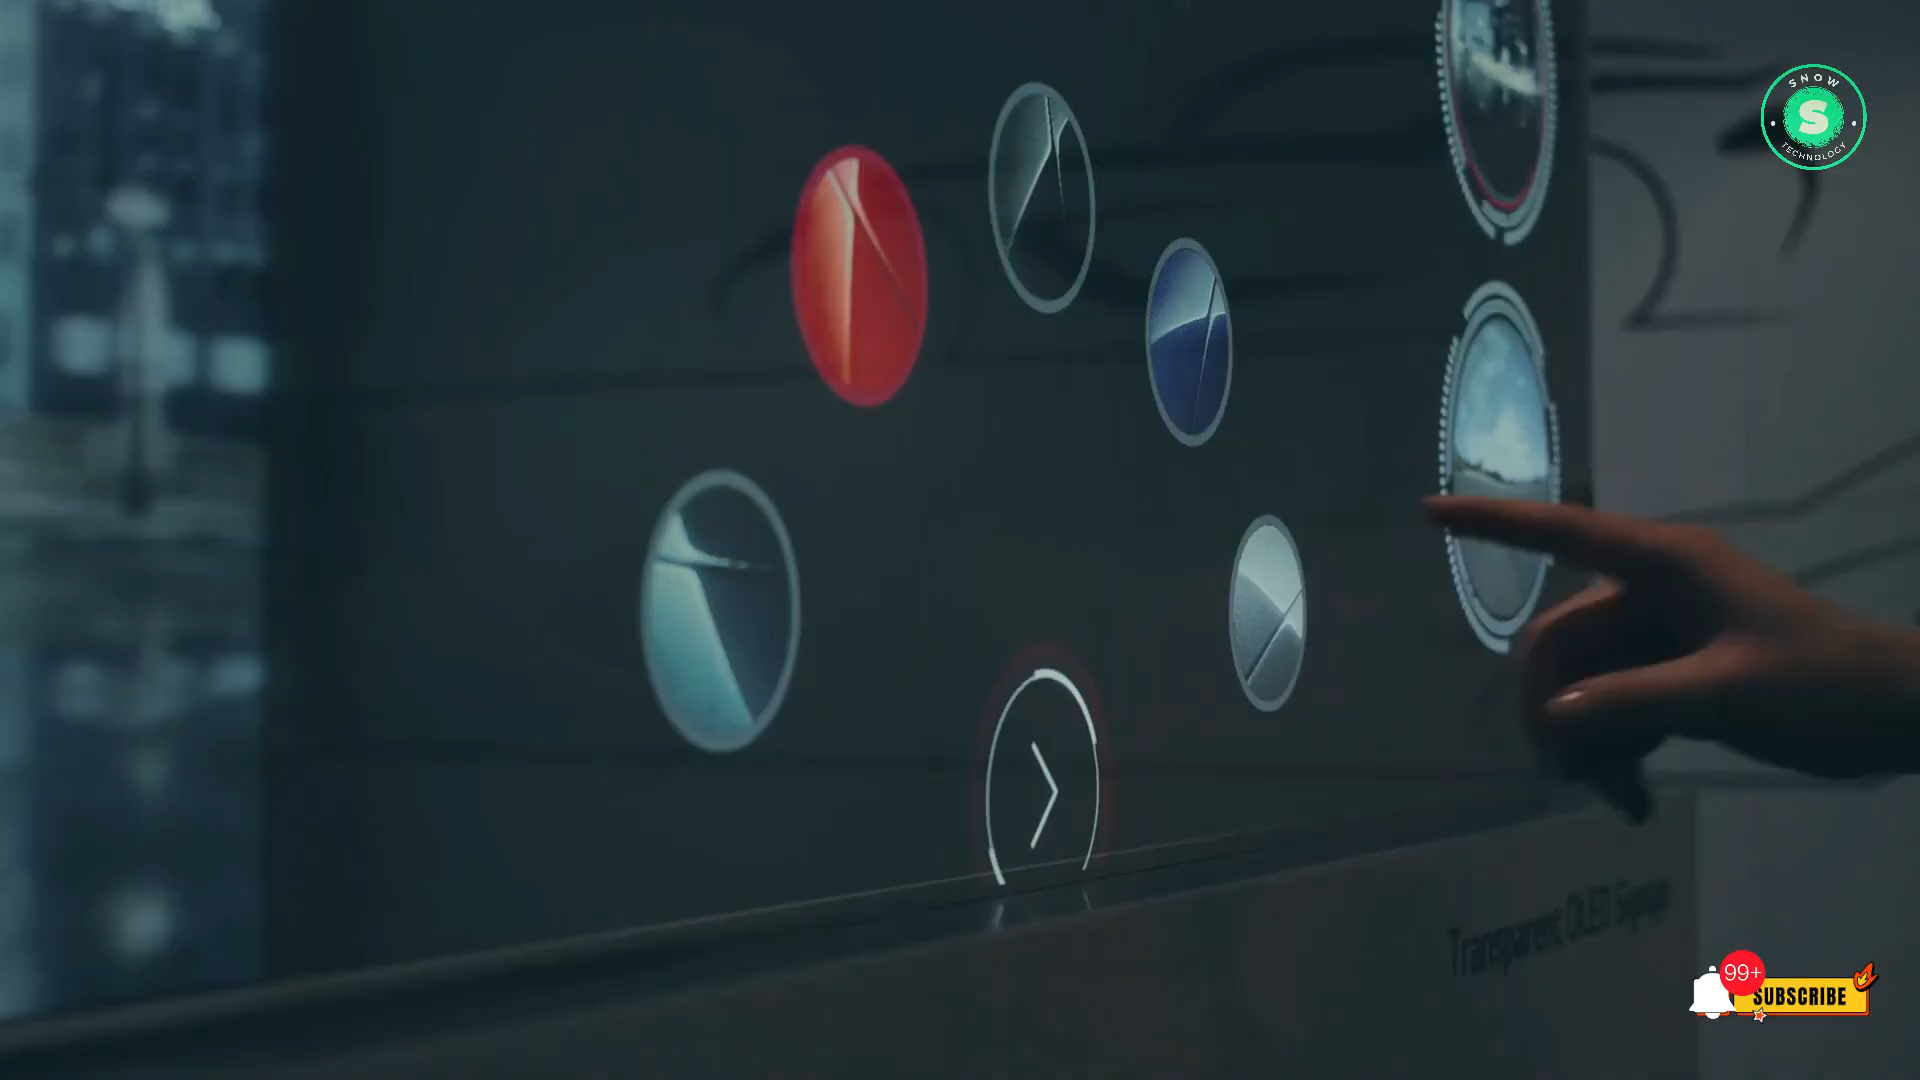 SNOW
S
TECHNOLOGY
Transparent OLED Signage
99+
SUBSCRIBE